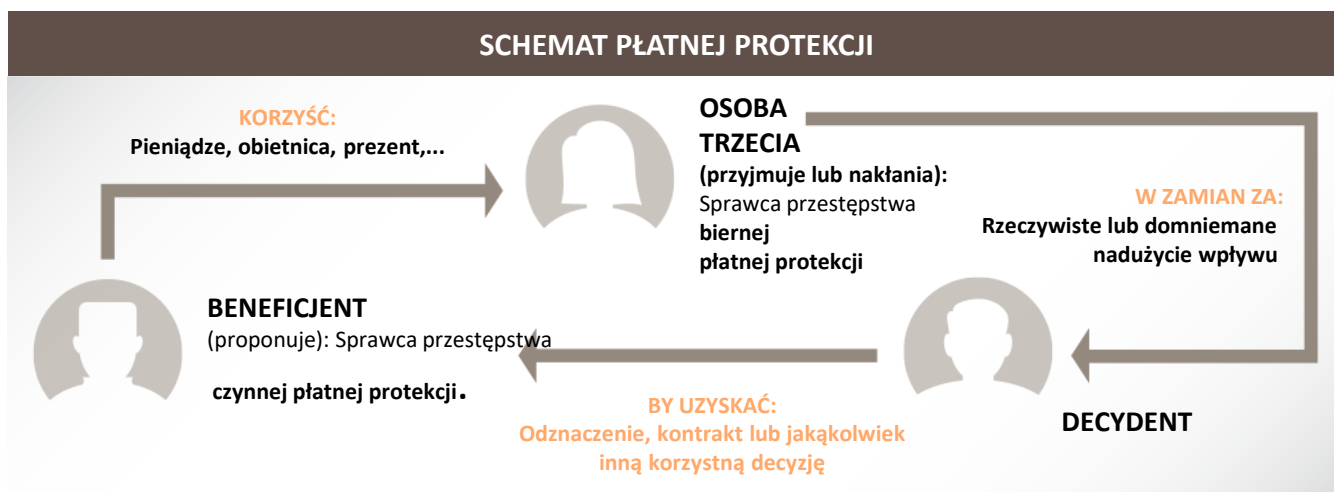 SCHEMAT PŁATNEJ PROTEKCJI
KORZYŚĆ:
Pieniądze, obietnica, prezent,...
OSOBA
TRZECIA
(przyjmuje lub nakłania):
Sprawca przestępstwa
biernej
płatnej protekcji
W ZAMIAN ZA:
Rzeczywiste lub domniemane
nadużycie wpływu
BENEFICJENT
(proponuje): Sprawca przestępstwa
czynnej płatnej protekcji.
BY UZYSKAĆ:
Odznaczenie, kontrakt lub jakąkolwiek
inną korzystną decyzję
DECYDENT